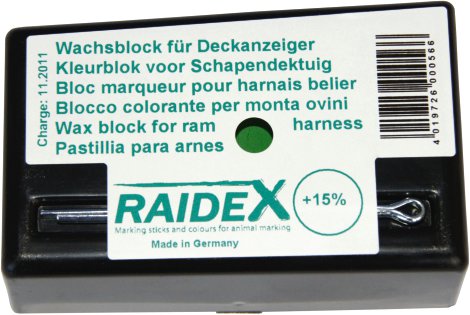 Charge: 11.2011
Wachsblock für Deckanzeiger
Kleurblok voor Schapendektuig
Bloc marqueur pour harnais belier
Blocco colorante per monta ovini
Wax block for ram harness
Pastillia para arnes
4 019726 000566
RAIDEX
+15%
Marking sticks and colours for animal marking
Made in Germany